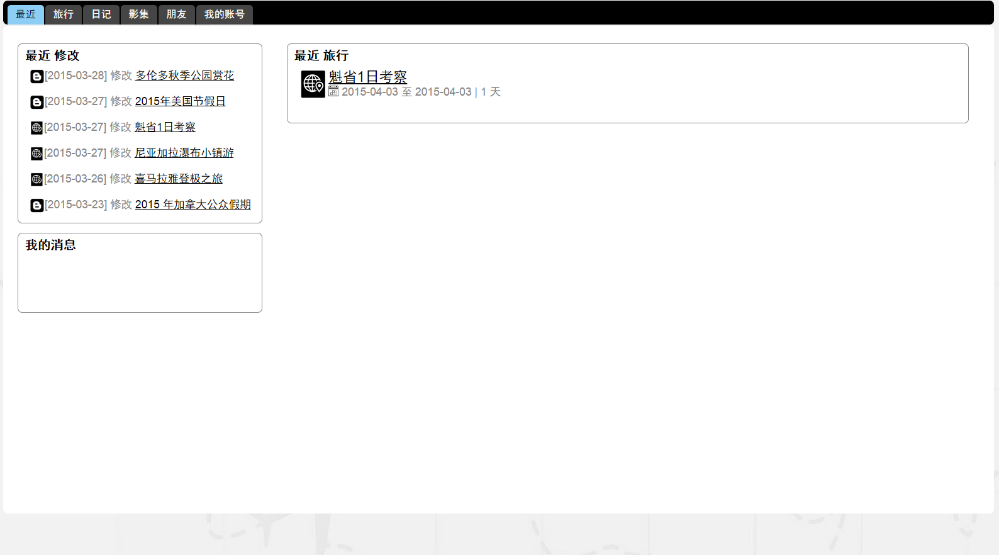 最近 旅行 日记 影集 朋友 我的账号
最近 修改
[2015-03-28] 修改 多伦多秋季公园赏花
[2015-03-27] 修改 2015年美国节假日
[2015-03-27] 修改 魁省1日考察
[2015-03-27] 修改 尼亚加拉瀑布小镇游
[2015-03-26] 修改 喜马拉雅登极之旅
[2015-03-23] 修改 2015 年加拿大公众假期
我的消息
最近 旅行
魁省1日考察
2015-04-03 至 2015-04-03 | 1 天